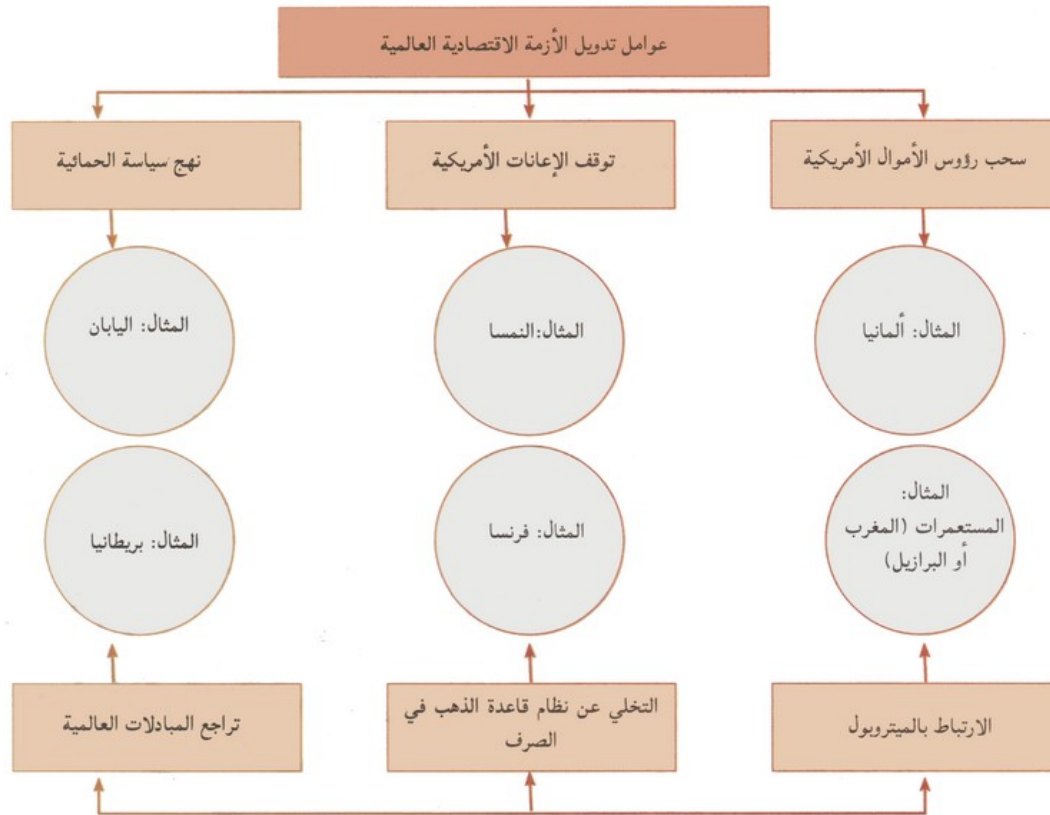 عوامل تدويل الأزمة الاقتصادية العالمية
سحب رؤوس الأموال الأمريكية
توقف الإعانات الأمريكية
نهج سياسة الحمائية
المثال: ألمانيا
المثال:النمسا
المثال: اليابان
المثال:
المستعمرات (المغرب
أو البرازيل)
المثال: فرنسا
المثال: بريطانيا
الارتباط بالميتروبول
التخلي عن نظام قاعدة الذهب في
الصرف
تراجع المبادلات العالمية